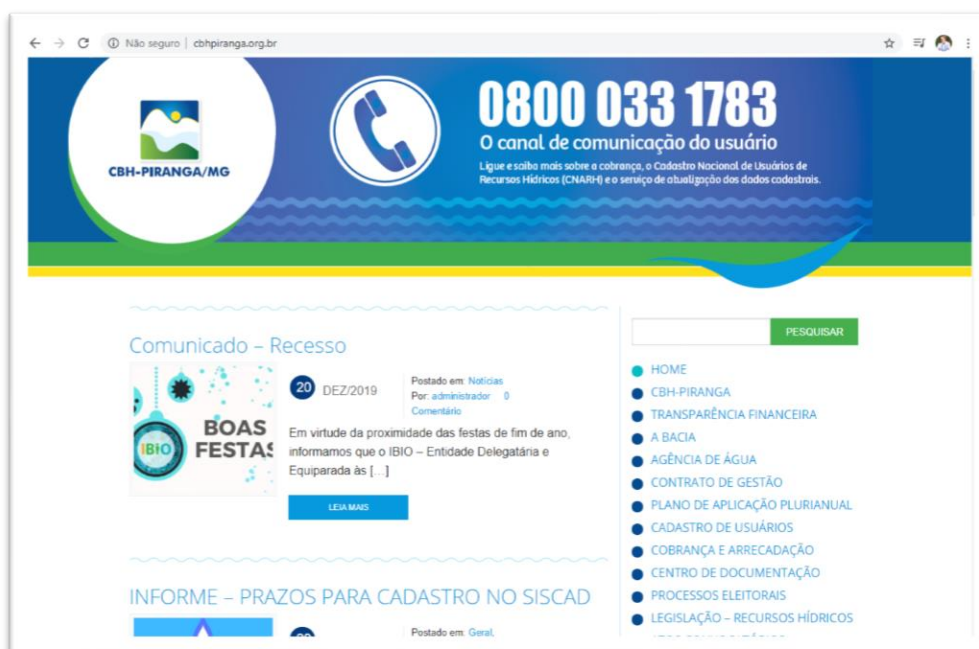 Não seguro | cbhpiranga.org.br
CBH-PIRANGA/MG
0800 033 1783
O canal de comunicação do usuário
Ligue e saiba mais sobre a cobrança, o Cadastro Nacional de Usuários de
Recursos Hídricos (CNARH) e o serviço de atualização dos dados cadastrais.
PESQUISAR
Comunicado – Recesso
BOAS
FESTAS
IBIO
20 DEZ/2019
Postado em: Notícias
Por: administrador 0
Comentário
Em virtude da proximidade das festas de fim de ano,
informamos que o IBIO – Entidade Delegatária e
Equiparada às [...]
LEIA MAIS
INFORME – PRAZOS PARA CADASTRO NO SISCAD
Postado em: Geral,
HOME
CBH-PIRANGA
TRANSPARÊNCIA FINANCEIRA
A BACIA
AGÊNCIA DE ÁGUA
CONTRATO DE GESTÃO
PLANO DE APLICAÇÃO PLURIANUAL
CADASTRO DE USUÁRIOS
COBRANÇA E ARRECADAÇÃO
CENTRO DE DOCUMENTAÇÃO
PROCESSOS ELEITORAIS
LEGISLAÇÃO – RECURSOS HÍDRICOS